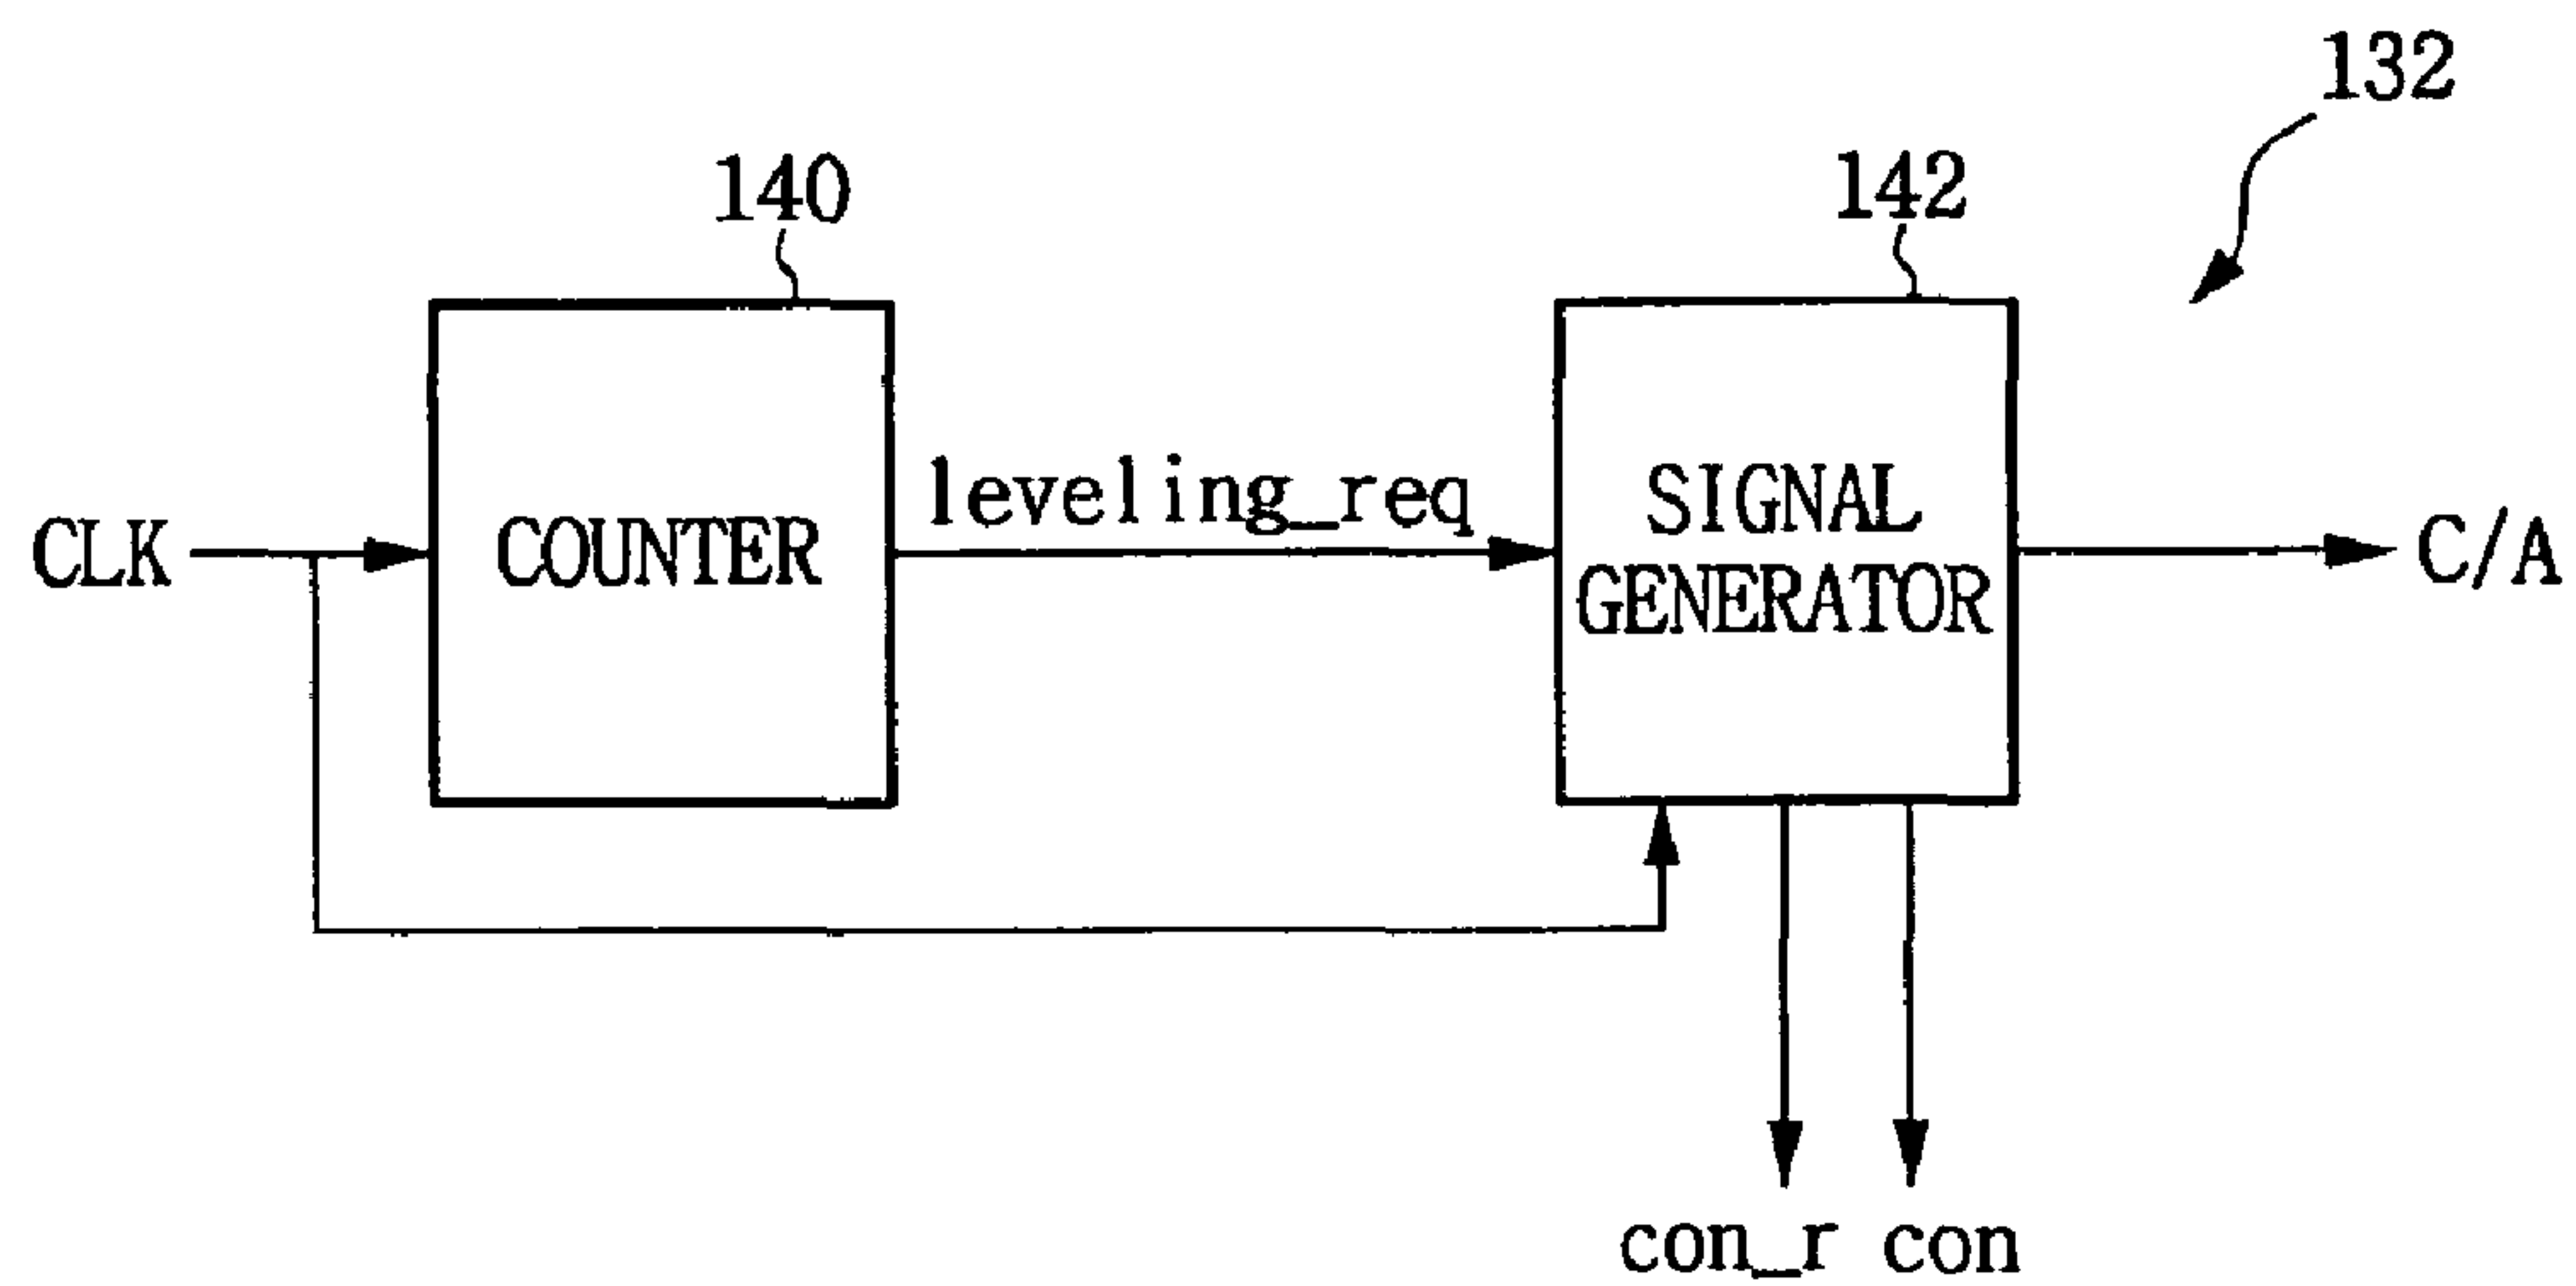 132
140
142
CLK
COUNTER
leveling_req
SIGNAL
GENERATOR
C/A
con_r
con